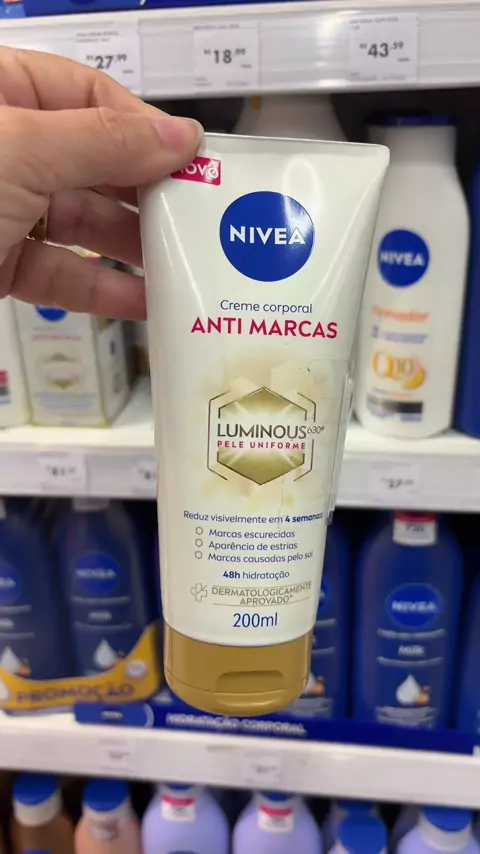 R$ 27,99
R$ 18,99
R$ 43,39
NOVO
NIVEA
Creme corporal
ANTI MARCAS
LUMINOUS630®
PELE UNIFORME
Reduz visivelmente em 4 semanas
Marcas escurecidas
Aparência de estrias
Marcas causadas pelo sol
48h hidratação
DERMATOLOGICAMENTE
APROVADO*
200ml
NIVEA
Q10
NIVEA
Milk
PROMOÇÃO
HIDRATAÇÃO CORPORAL